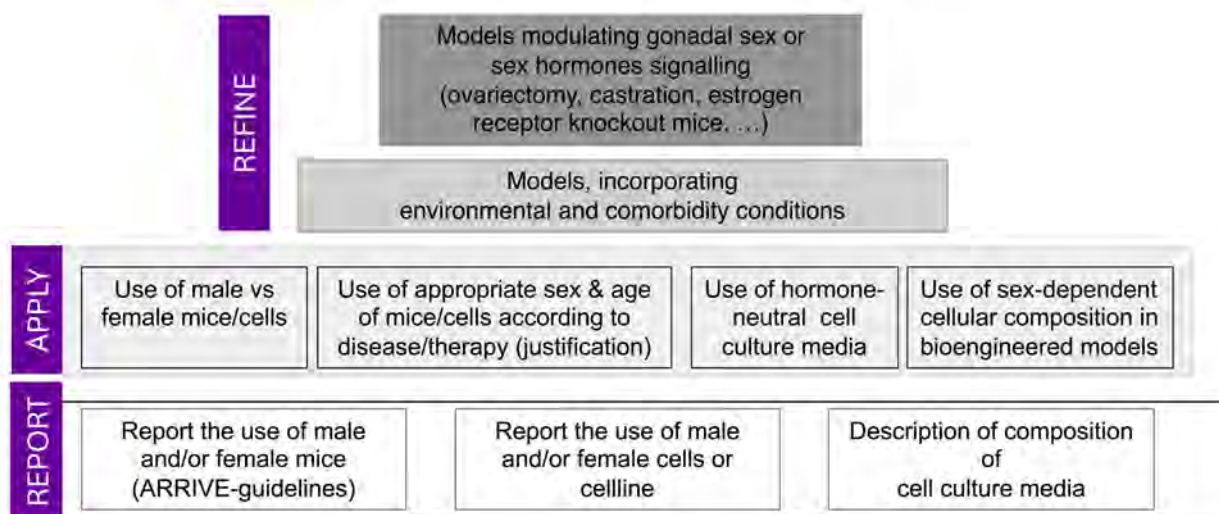 REFINE
Models modulating gonadal sex or
sex hormones signalling
(ovariectomy, castration, estrogen
receptor knockout mice, …)
Models, incorporating
environmental and comorbidity conditions
APPLY
Use of male vs
female mice/cells
Use of appropriate sex & age
of mice/cells according to
disease/therapy (justification)
Use of hormone-
neutral cell
culture media
Use of sex-dependent
cellular composition in
bioengineered models
REPORT
Report the use of male
and/or female mice
(ARRIVE-guidelines)
Report the use of male
and/or female cells or
cellline
Description of composition
of
cell culture media